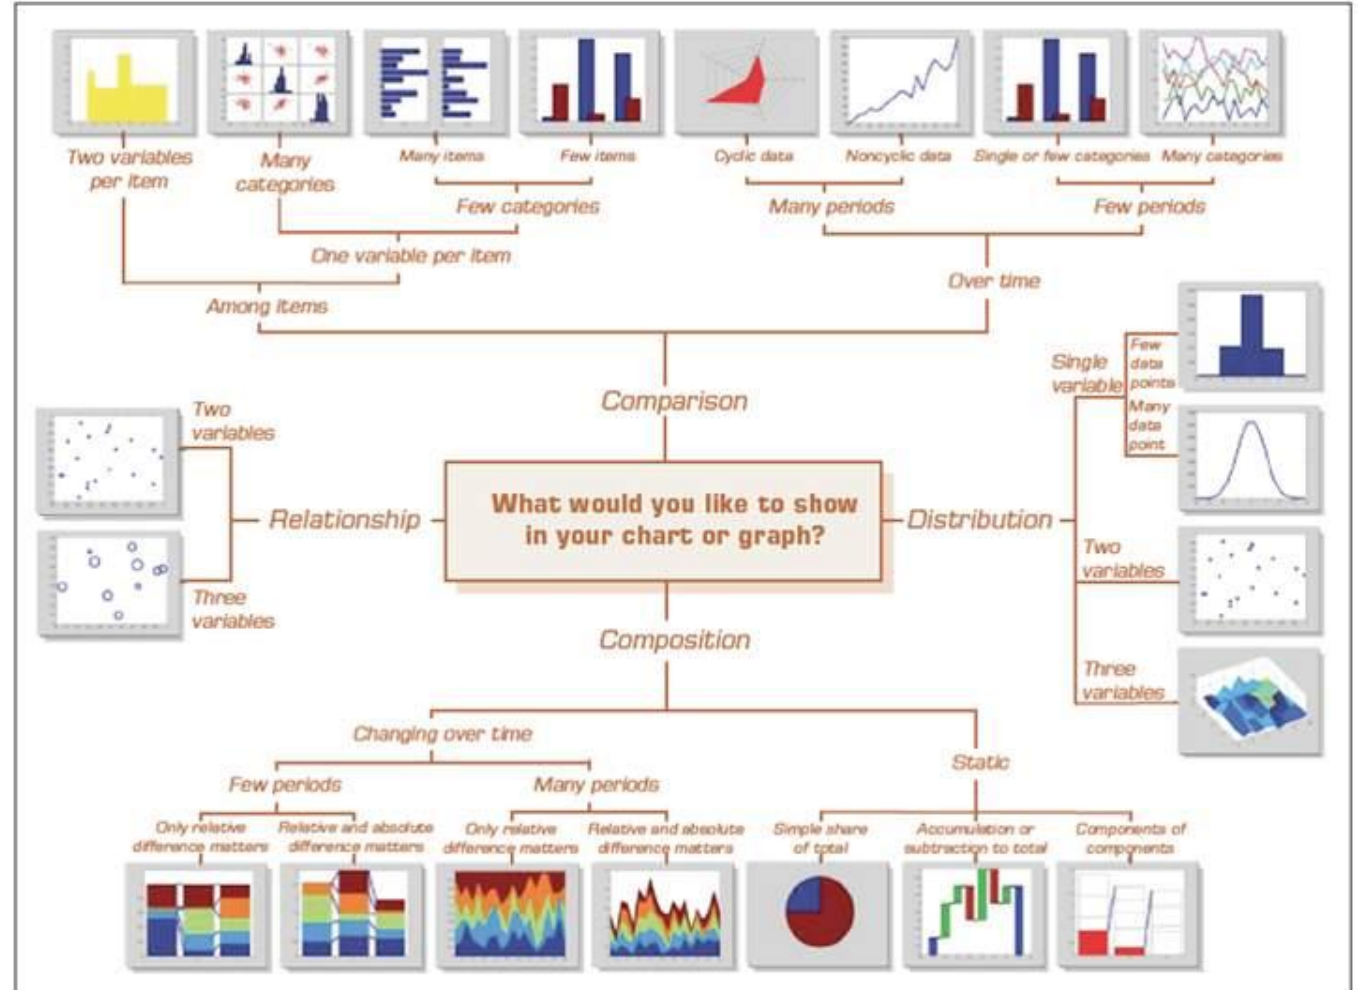 Two variables
per item
Many
categories
Many items
Few items
Cyclic data
Noncyclic data
Single or few categories
Many categories
Few categories
Many periods
Few periods
One variable per item
Over time
Among items
Comparison
Single
variable
Few
data
points
Many
data
point
Two
variables
Relationship
Three
variables
What would you like to show
in your chart or graph?
Distribution
Two
variables
Three
variables
Composition
Changing over time
Static
Few periods
Many periods
Only relative
difference matters
Relative and absolute
difference matters
Only relative
difference matters
Relative and absolute
difference matters
Simple share
of total
Accumulation or
subtraction to total
Components of
components